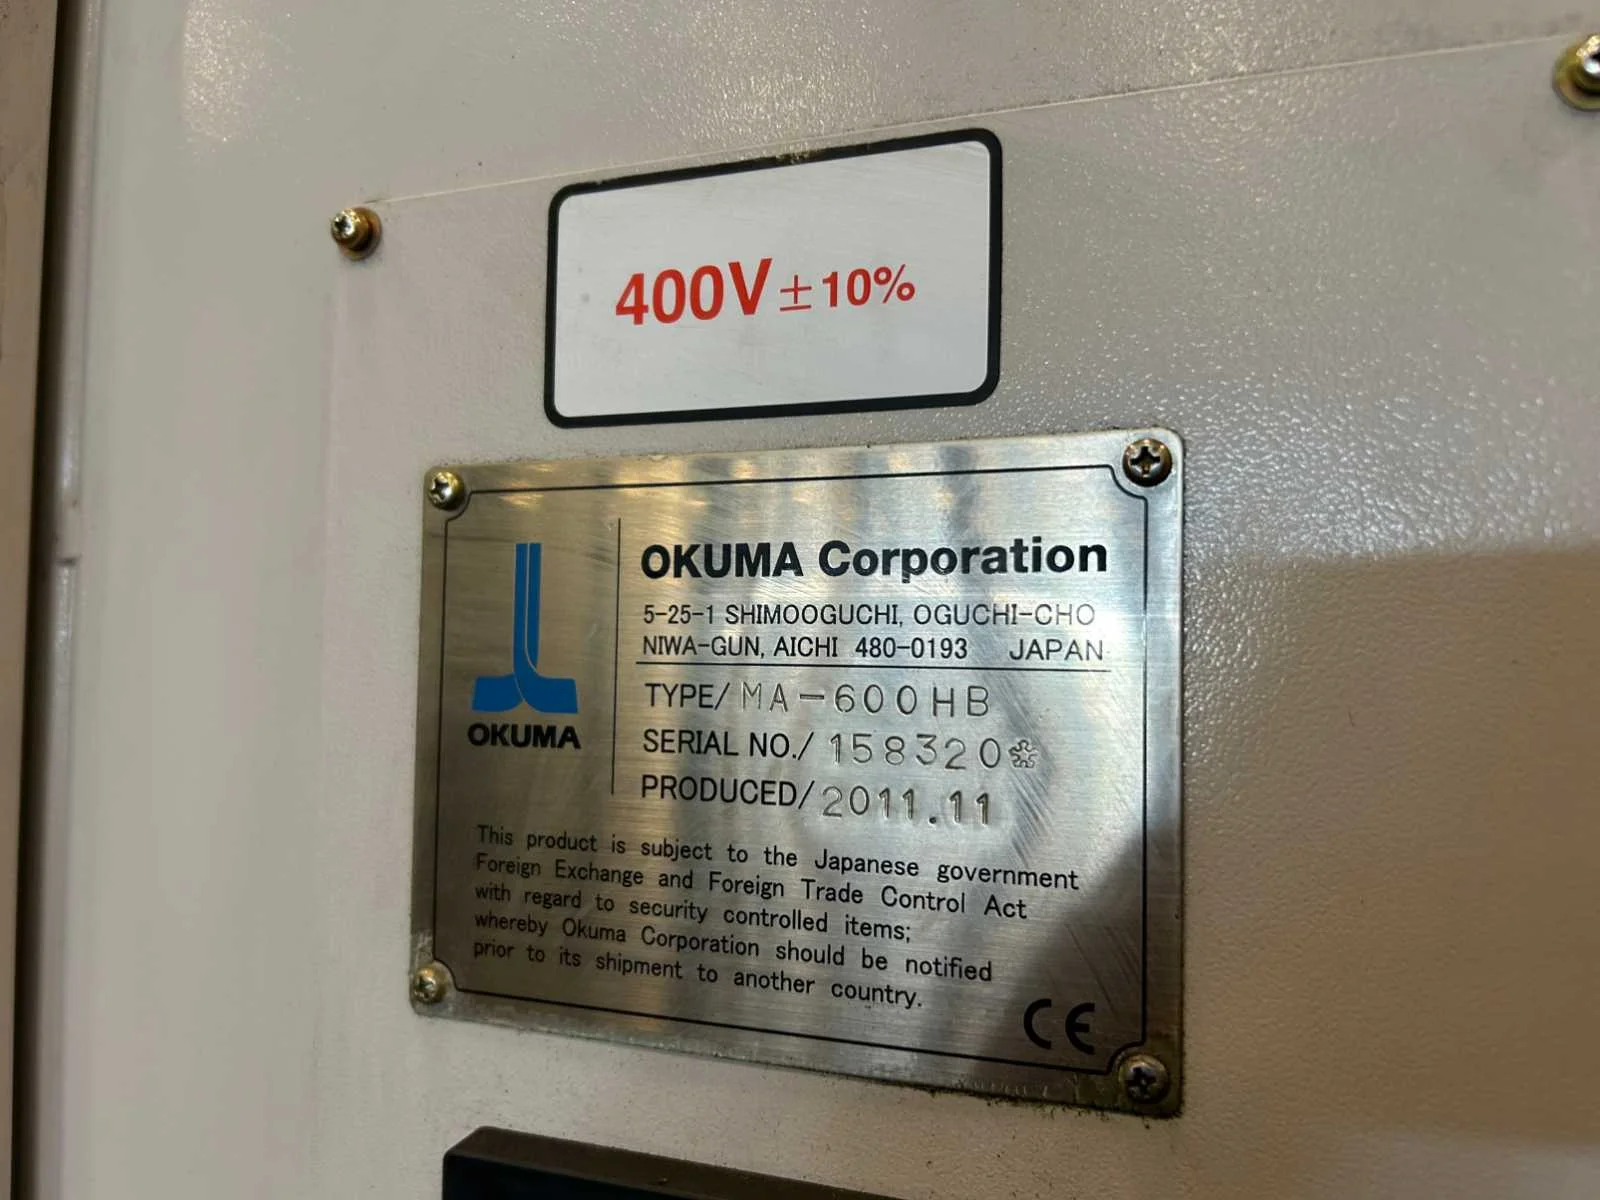 400V ± 10%
OKUMA Corporation
5-25-1 SHIMOOGUCHI, OGUCHI-CHO
NIWA-GUN, AICHI 480-0193 JAPAN
OKUMA
TYPE/ MA-600HB
SERIAL NO./ 158320
PRODUCED/ 2011.11
This product is subject to the Japanese government
Foreign Exchange and Foreign Trade Control Act
with regard to security controlled items;
whereby Okuma Corporation should be notified
prior to its shipment to another country.
CE